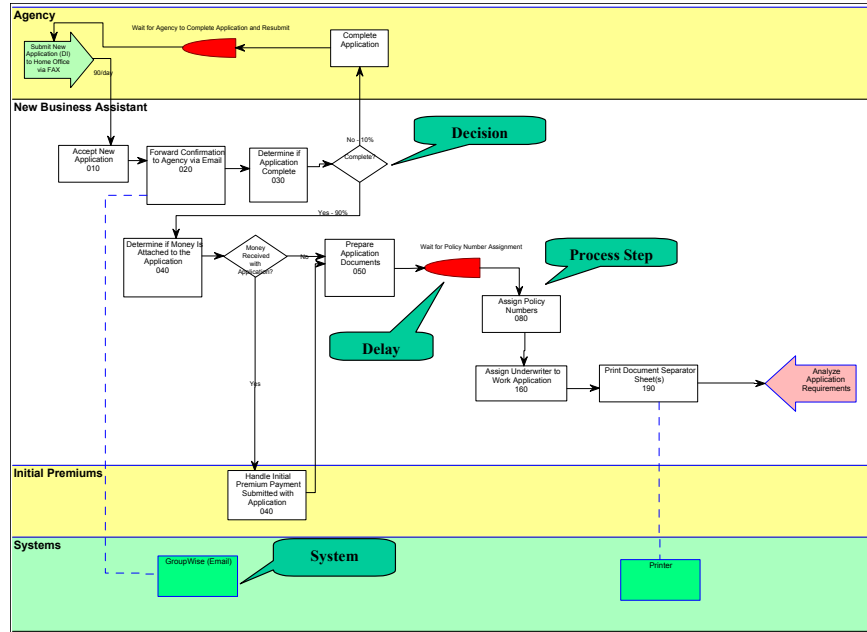 Agency
Wait for Agency to Complete Application and Resubmit
Submit New
Application (DI)
to Home Office
via FAX
Complete
Application
90/day
New Business Assistant
No - 10%
Decision
Accept New
Application
010
Forward Confirmation
to Agency via Email
020
Determine if
Application
Complete
030
Complete?
Yes - 90%
Determine if Money Is
Attached to the
Application
040
Money
Received
with
Application?
No
Prepare
Application
Documents
050
Wait for Policy Number Assignment
Process Step
Assign Policy
Numbers
080
Delay
Assign Underwriter to
Work Application
160
Print Document Separator
Sheet(s)
190
Analyze
Application
Requirements
Yes
Initial Premiums
Handle Initial
Premium Payment
Submitted with
Application
040
Systems
GroupWise (Email)
System
Printer